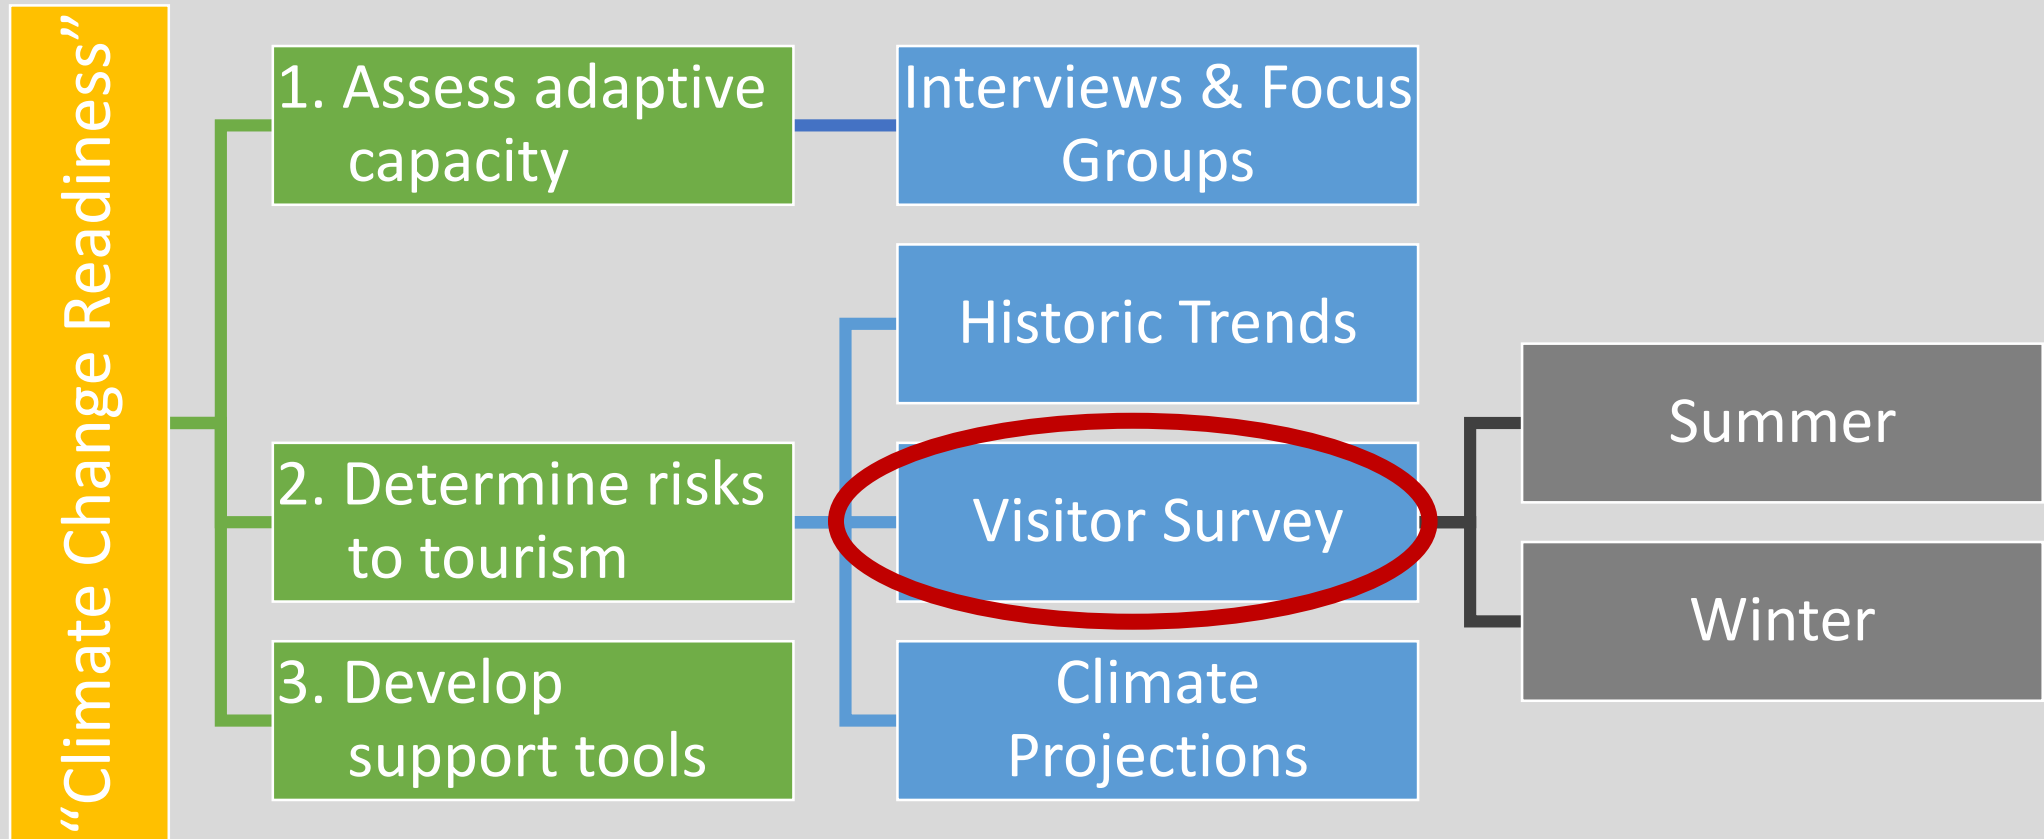 “Climate Change Readiness”
1. Assess adaptive
capacity
Interviews & Focus
Groups
Historic Trends
2. Determine risks
to tourism
Visitor Survey
Summer
Winter
3. Develop
support tools
Climate
Projections